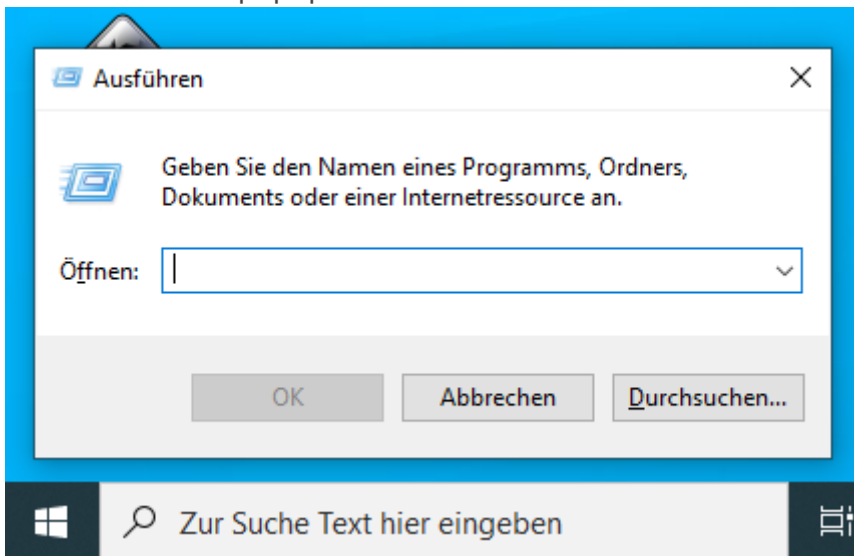 Ausführen
Geben Sie den Namen eines Programms, Ordners,
Dokuments oder einer Internetressource an.
Öffnen:
OK Abbrechen Durchsuchen...
Zur Suche Text hier eingeben